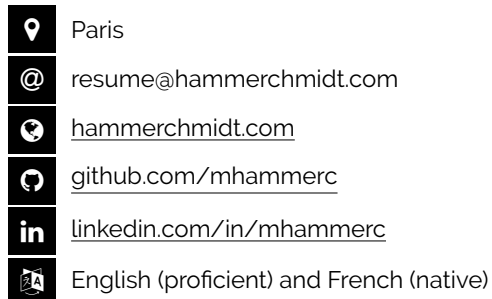 Paris
resume@hammerchmidt.com
hammerchmidt.com
github.com/mhammerc
linkedin.com/in/mhammerc
English (proficient) and French (native)